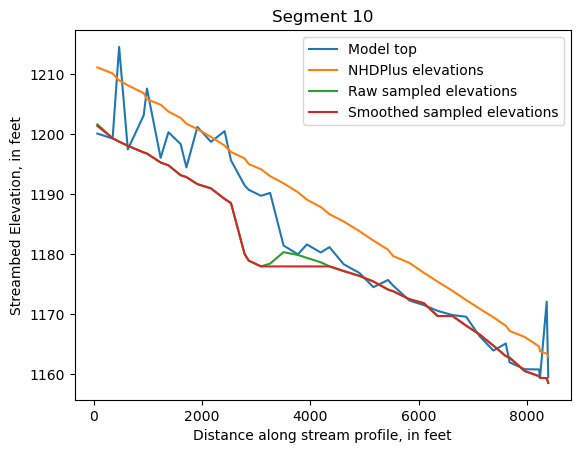 Segment 10
Model top
NHDPlus elevations
Raw sampled elevations
Smoothed sampled elevations
Streambed Elevation, in feet
1210
1200
1190
1180
1170
1160
0 2000 4000 6000 8000
Distance along stream profile, in feet